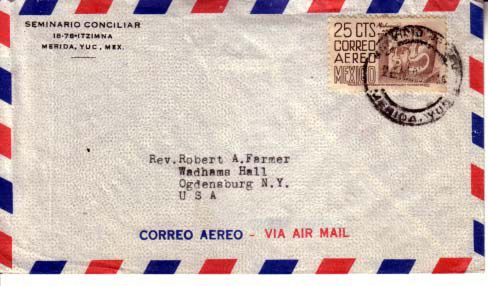 SEMINARIO CONCILIAR
18-78-ITZIMNA
MERIDA, YUC., MEX.
25 CTS
CORREO
AEREO
MEXICO
MERIDA, YUC
Rev.Robert A.Farmer
Wadhams Hall
Ogdensburg N.Y.
U S A
CORREO AEREO - VIA AIR MAIL